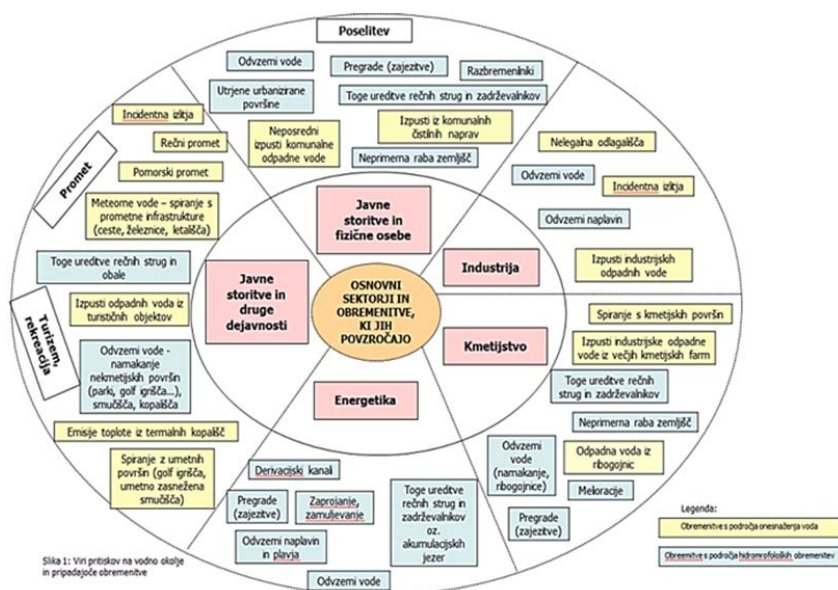 Poselitev
Odvzemi vode
Pregrade (zajezitve)
Razbremenilniki
Utrjene urbanizirane
površine
Toge ureditve rečnih strug in zadrževalnikov
Neposredni
izpusti komunalne
odpadne vode
Izpusti iz komunalnih
čistilnih naprav
Neprimerna raba zemljišč
Promet
Incidentna izlitja
Rečni promet
Pomorski promet
Meteorne vode – spiranje s
prometne infrastrukture
(ceste, železnice, letališča)
Toge ureditve rečnih strug in
obale
Turizem,
rekreacija
Izpusti odpadnih voda iz
turističnih objektov
Odvzemi vode -
namakanje
nekmetijskih površin
(parki, golf igrišča...),
smučišča, kopališča
Emisije toplote iz termalnih kopališč
Spiranje z umetnih
površin (golf igrišča,
umetno zasnežena
smučišča)
Nelegalna odlagališča
Odvzemi vode
Incidentna izlitja
Odvzemi naplavin
Izpusti industrijskih
odpadnih vode
Javne
storitve in
fizične osebe
Industrija
Javne
storitve in
druge
dejavnosti
OSNOVNI
SEKTORJI IN
OBREMENITVE,
KI JIH
POVZROČAJO
Kmetijstvo
Energetika
Spiranje s kmetijskih površin
Izpusti industrijske odpadne
vode iz večjih kmetijskih farm
Toge ureditve rečnih
strug in zadrževalnikov
Neprimerna raba zemljišč
Odvzemi
vode
(namakanje,
ribogojnice)
Odpadna voda iz
ribogojnic
Melioracije
Pregrade
(zajezitve)
Derivacijski kanali
Pregrade
(zajezitve)
Zaprojanje,
zamuljevanje
Odvzemi naplavin
in plavja
Odvzemi vode
Toge ureditve
rečnih strug in
zadrževalnikov
oz.
akumulacijskih
jezer
Legenda:
Obremenitve s področja onesnaženja voda
Obremenitve s področja hidromorfoloških obremenitev
Slika 1: Viri pritiskov na vodno okolje
in pripadajoče obremenitve